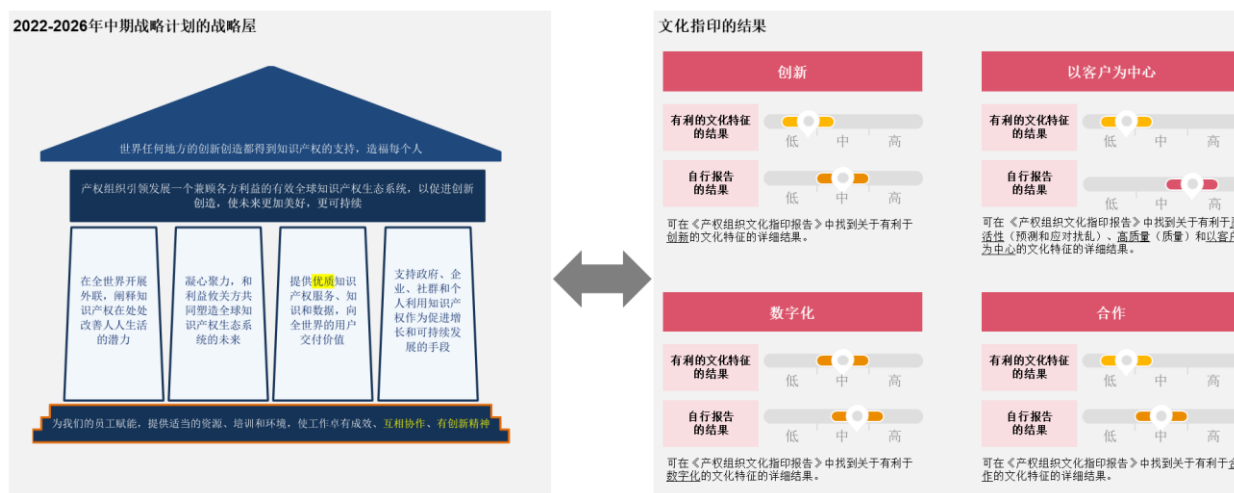 2022-2026年中期战略计划的战略屋
世界任何地方的创新创造都得到知识产权的支持，造福每个人
产权组织引领发展一个兼顾各方利益的有效全球知识产权生态系统，以促进创新
创造，使未来更加美好，更可持续
在全世界开展
外联，阐释知
识产权在处处
改善人人生活
的潜力
凝心聚力，和
利益攸关方共
同塑造全球知
识产权生态系
统的未来
提供优质知识
产权服务、知
识和数据，向
全世界的用户
交付价值
支持政府、企
业、社群和个
人利用知识产
权作为促进增
长和可持续发
展的手段
为我们的员工赋能，提供适当的资源、培训和环境，使工作卓有成效、互相协作、有创新精神
文化指印的结果
创新
有利的文化特征
的结果
低 中 高
自行报告
的结果
低 中 高
可在《产权组织文化指印报告》中找到关于有利于
创新的文化特征的详细结果。
以客户为中心
有利的文化特征
的结果
低 中 高
自行报告
的结果
低 中 高
可在《产权组织文化指印报告》中找到关于有利于
适性（预测和应对扰乱）、高质量（质量）和以客户
为中心的文化特征的详细结果。
数字化
有利的文化特征
的结果
低 中 高
自行报告
的结果
低 中 高
可在《产权组织文化指印报告》中找到关于有利于
数字化的文化特征的详细结果。
合作
有利的文化特征
的结果
低 中 高
自行报告
的结果
低 中 高
可在《产权组织文化指印报告》中找到关于有利于合
作的文化特征的详细结果。